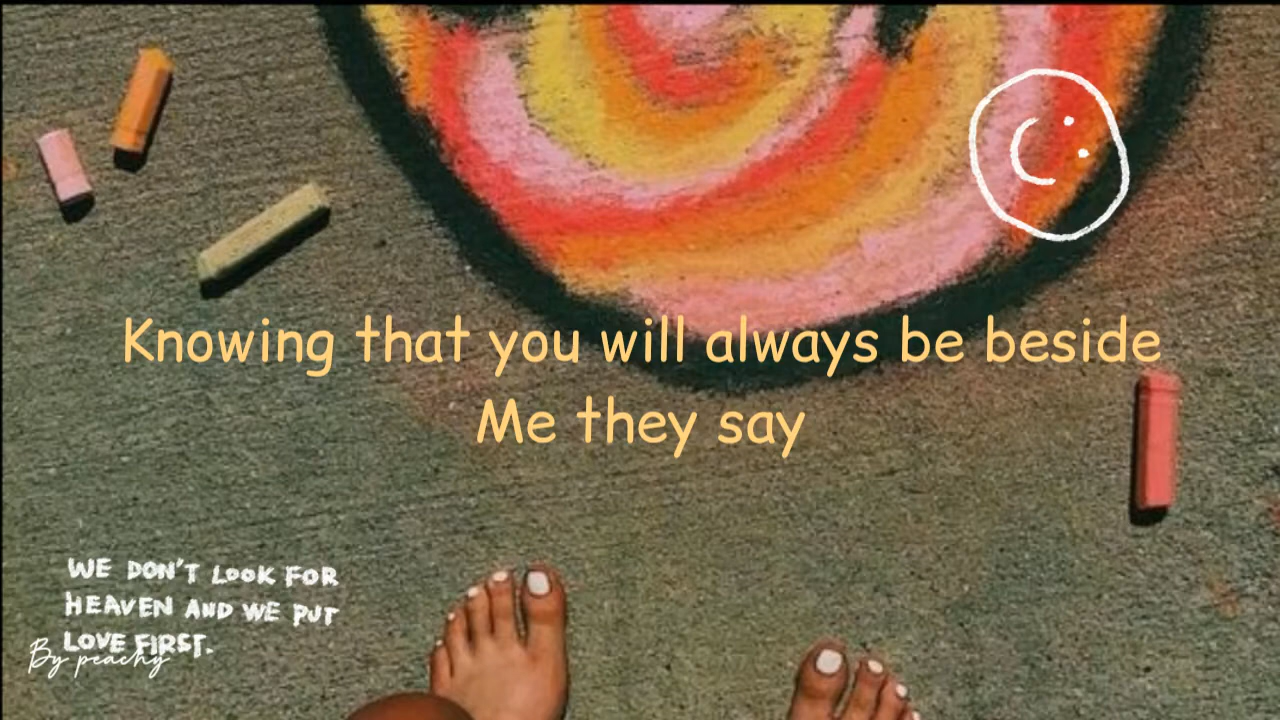 Knowing that you will always be beside
Me they say
WE DON'T LOOK FOR
HEAVEN AND WE PUT
LOVE FIRST.
By peachy